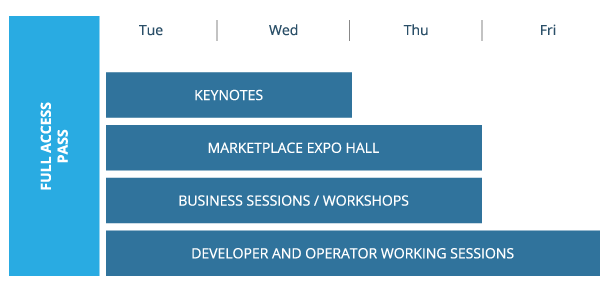 Tue
Wed
Thu
Fri
FULL ACCESS
PASS
KEYNOTES
MARKETPLACE EXPO HALL
BUSINESS SESSIONS / WORKSHOPS
DEVELOPER AND OPERATOR WORKING SESSIONS